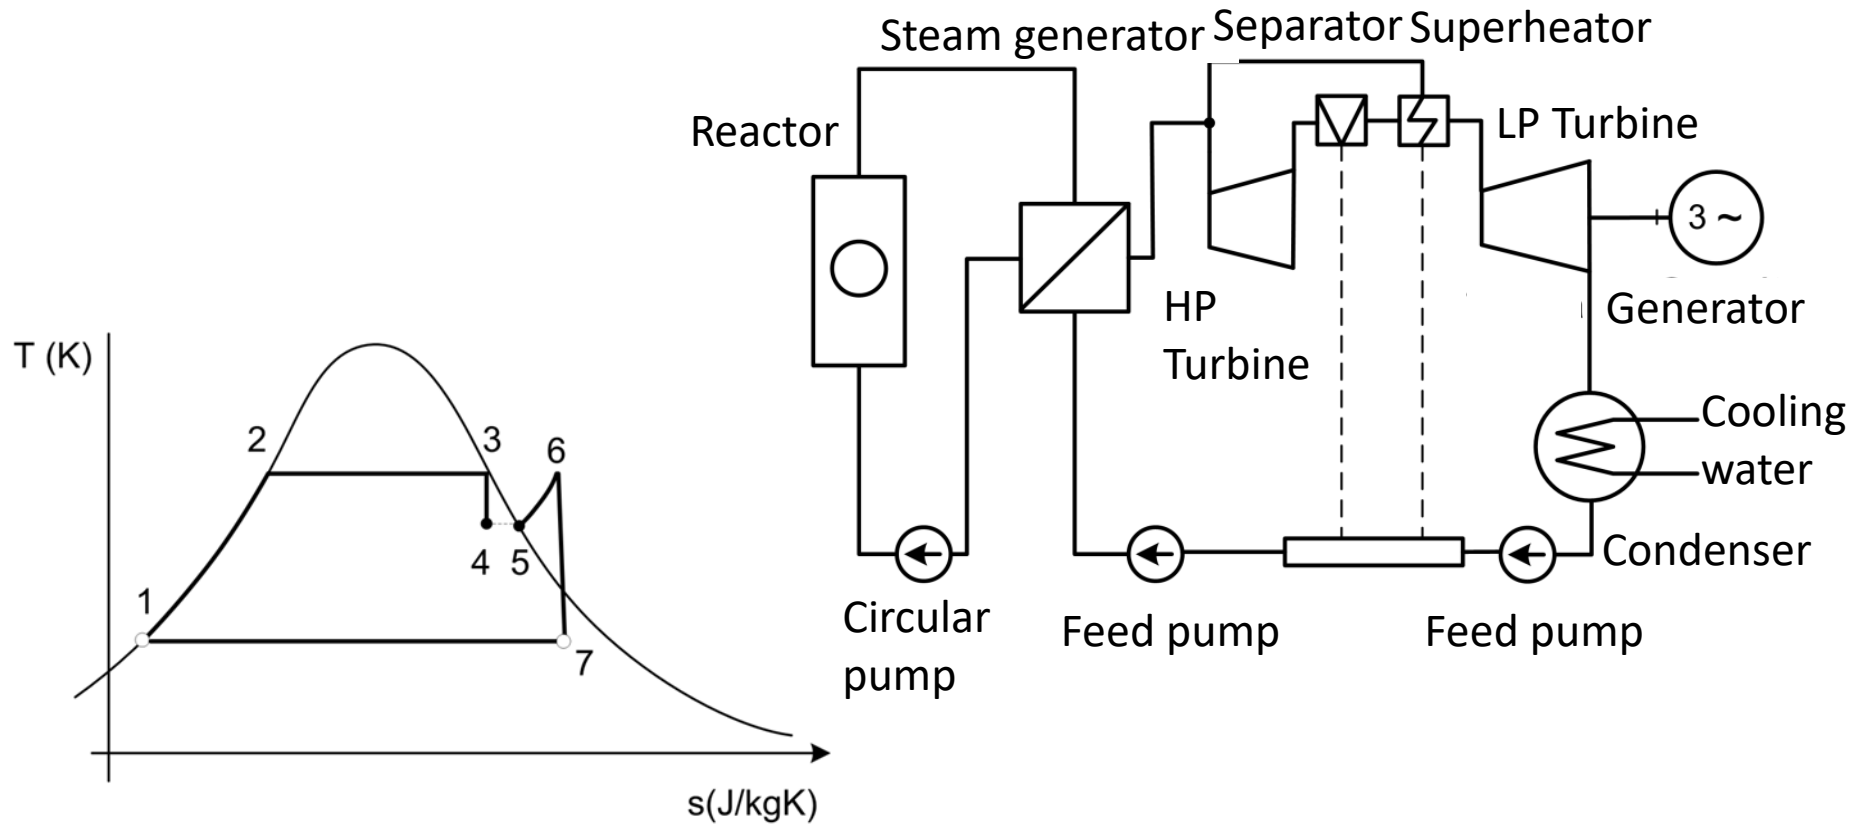 Steam generator
Separator
Superheator
Reactor
LP Turbine
3 ~
HP
Turbine
Generator
T (K)
Cooling
water
2
3
6
4
5
Condenser
1
Circular
pump
Feed pump
Feed pump
7
s(J/kgK)